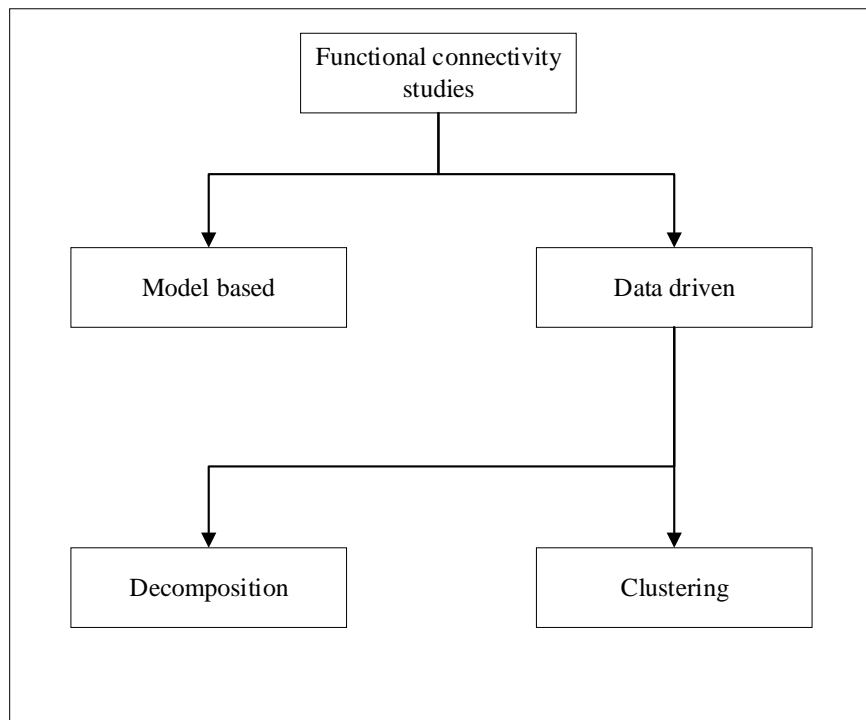 Functional connectivity
studies
Model based
Data driven
Decomposition
Clustering